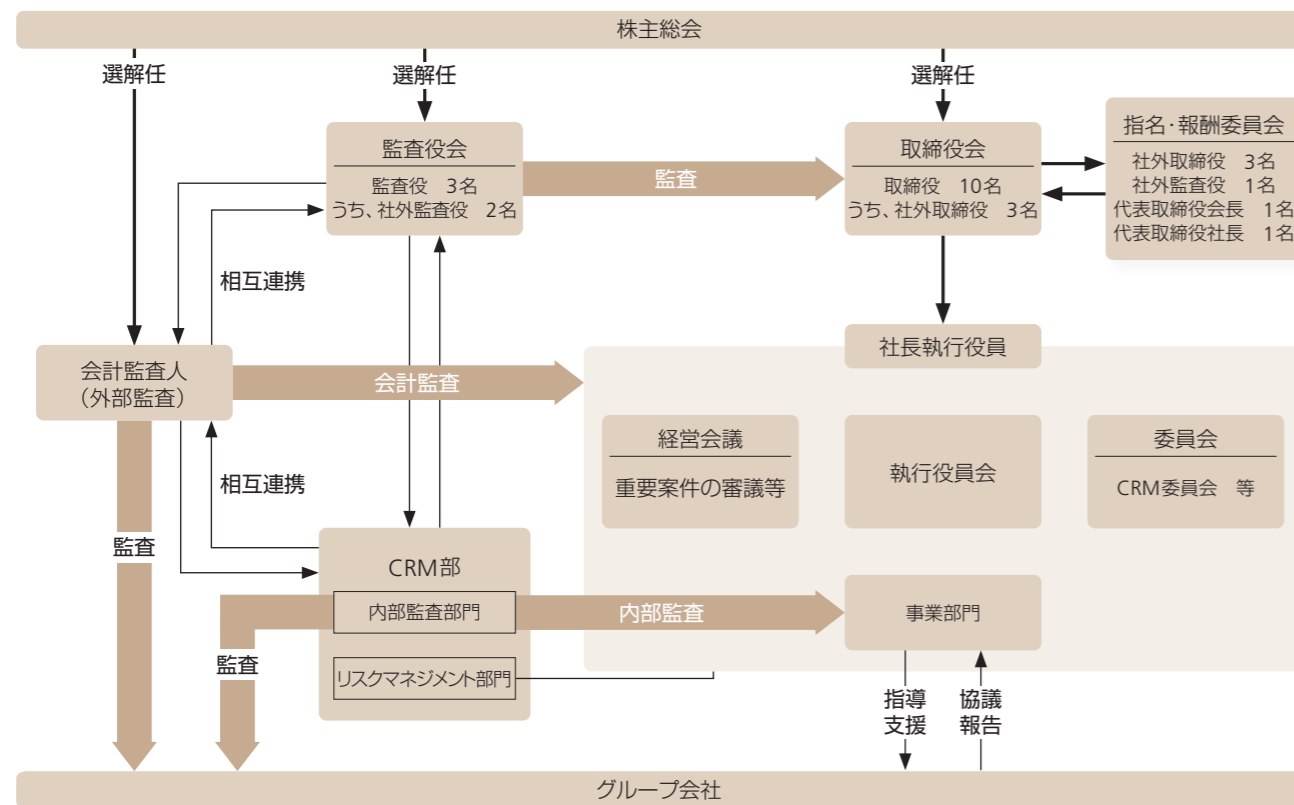 株主総会
選解任
選解任
選解任
監査役会
監査役 3名
うち、社外監査役 2名
監査
取締役会
取締役 10名
うち、社外取締役 3名
指名・報酬委員会
社外取締役 3名
社外監査役 1名
代表取締役会長 1名
代表取締役社長 1名
相互連携
会計監査人
（外部監査）
会計監査
社長執行役員
経営会議
重要案件の審議等
執行役員会
委員会
CRM委員会 等
相互連携
監査
CRM部
内部監査部門
内部監査
事業部門
監査
リスクマネジメント部門
指導
支援
協議
報告
グループ会社